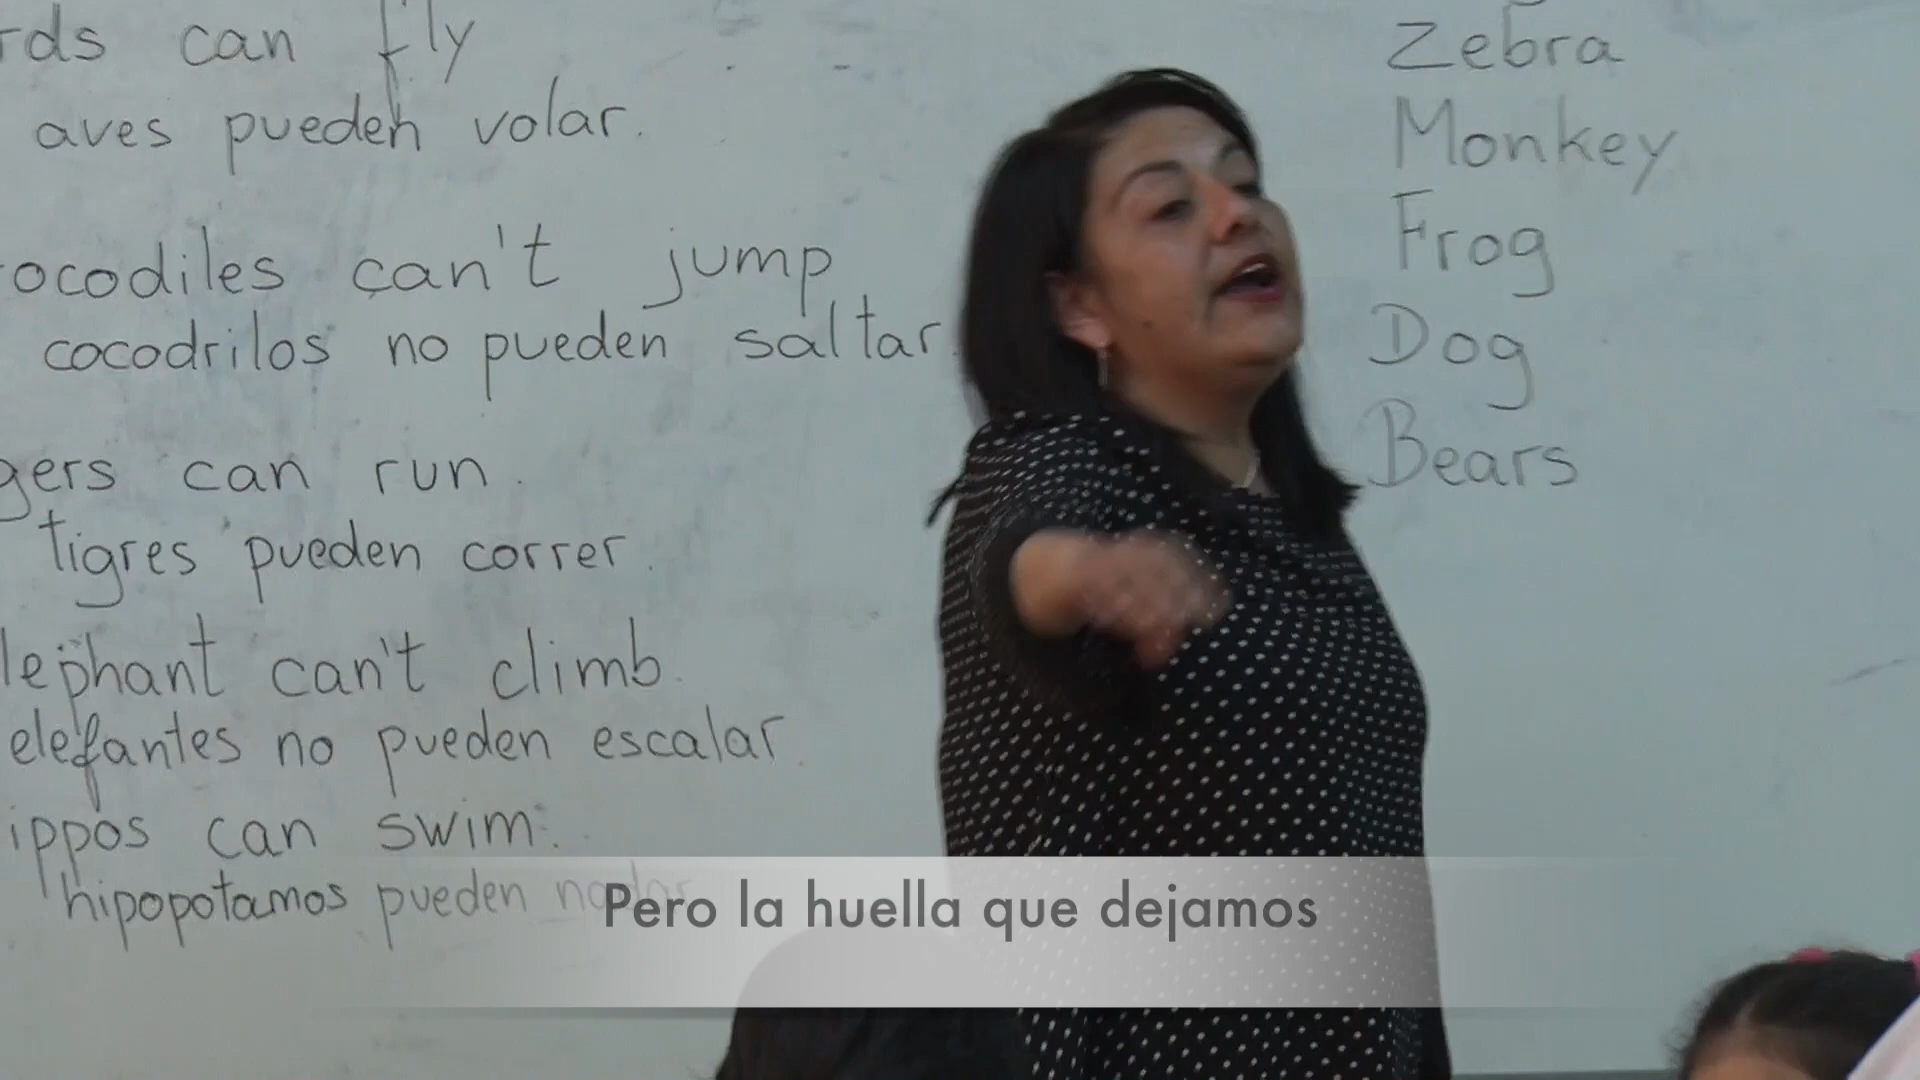 rds can fly
aves pueden volar.
ocodiles can't jump
cocodrilos no pueden saltar.
gers can run.
tigres pueden correr.
lephant can't climb.
elefantes no pueden escalar.
ippos can swim.
hipopotamos pueden nadar
Zebra
Monkey
Frog
Dog
Bears
Pero la huella que dejamos